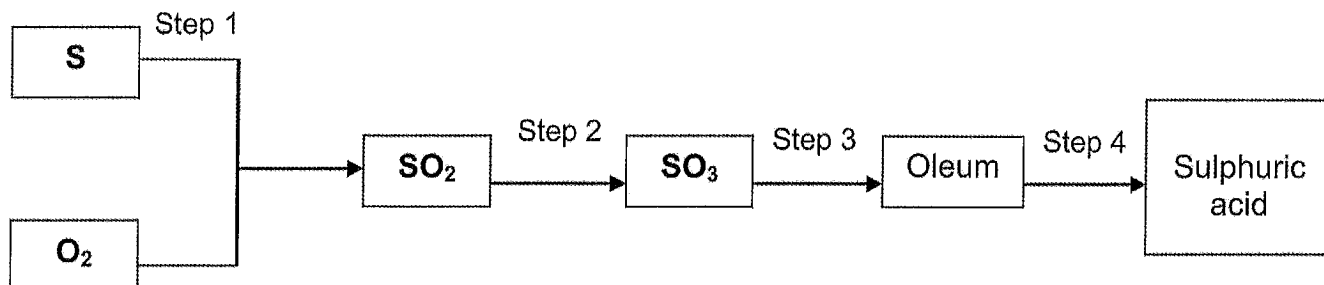 Step 1
S
O₂
SO₂
Step 2
SO₃
Step 3
Oleum
Step 4
Sulphuric
acid